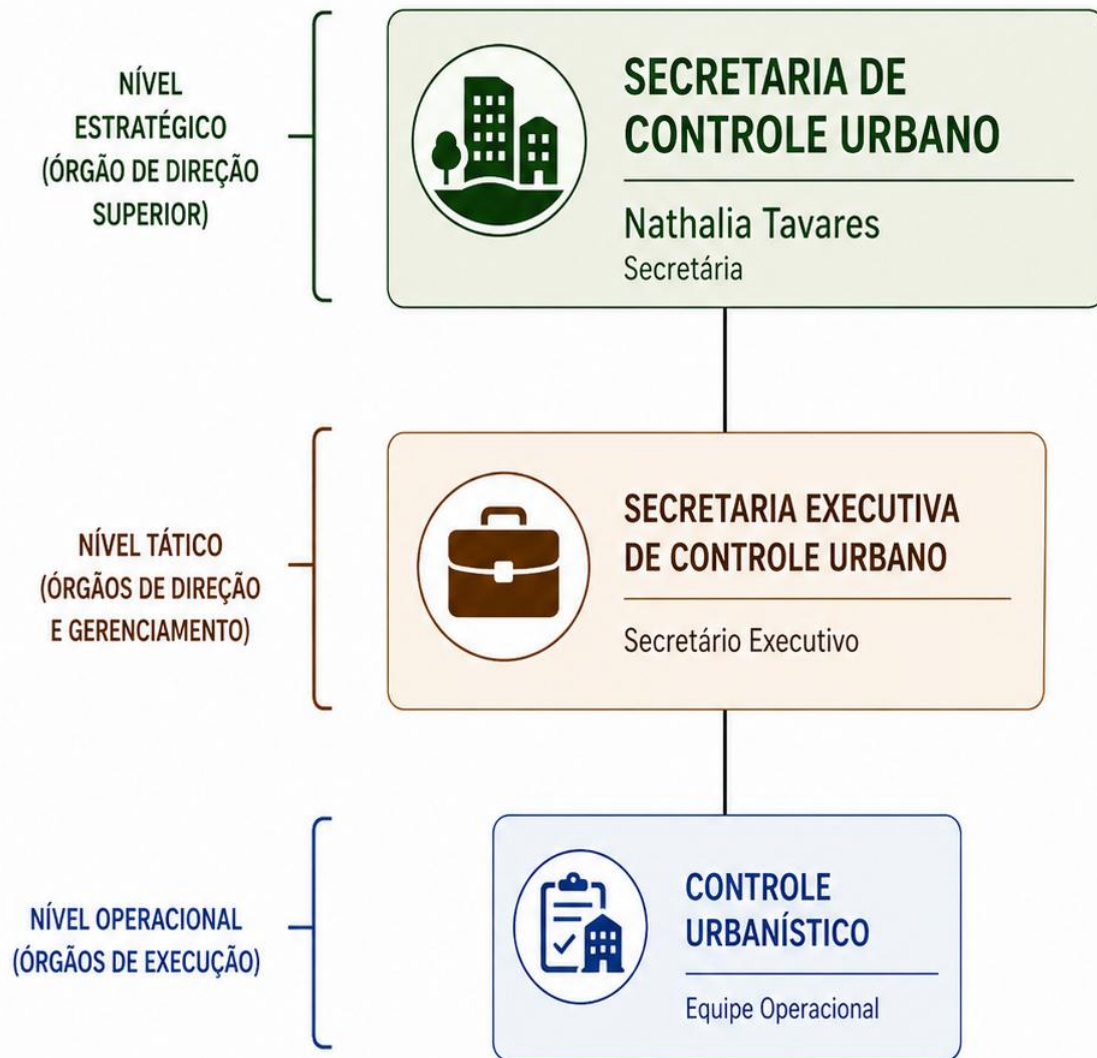 NÍVEL
ESTRATÉGICO
(ÓRGÃO DE DIREÇÃO
SUPERIOR)
SECRETARIA DE
CONTROLE URBANO
Nathalia Tavares
Secretária
NÍVEL TÁTICO
(ÓRGÃOS DE DIREÇÃO
E GERENCIAMENTO)
SECRETARIA EXECUTIVA
DE CONTROLE URBANO
Secretário Executivo
NÍVEL OPERACIONAL
(ÓRGÃOS DE EXECUÇÃO)
CONTROLE
URBANÍSTICO
Equipe Operacional